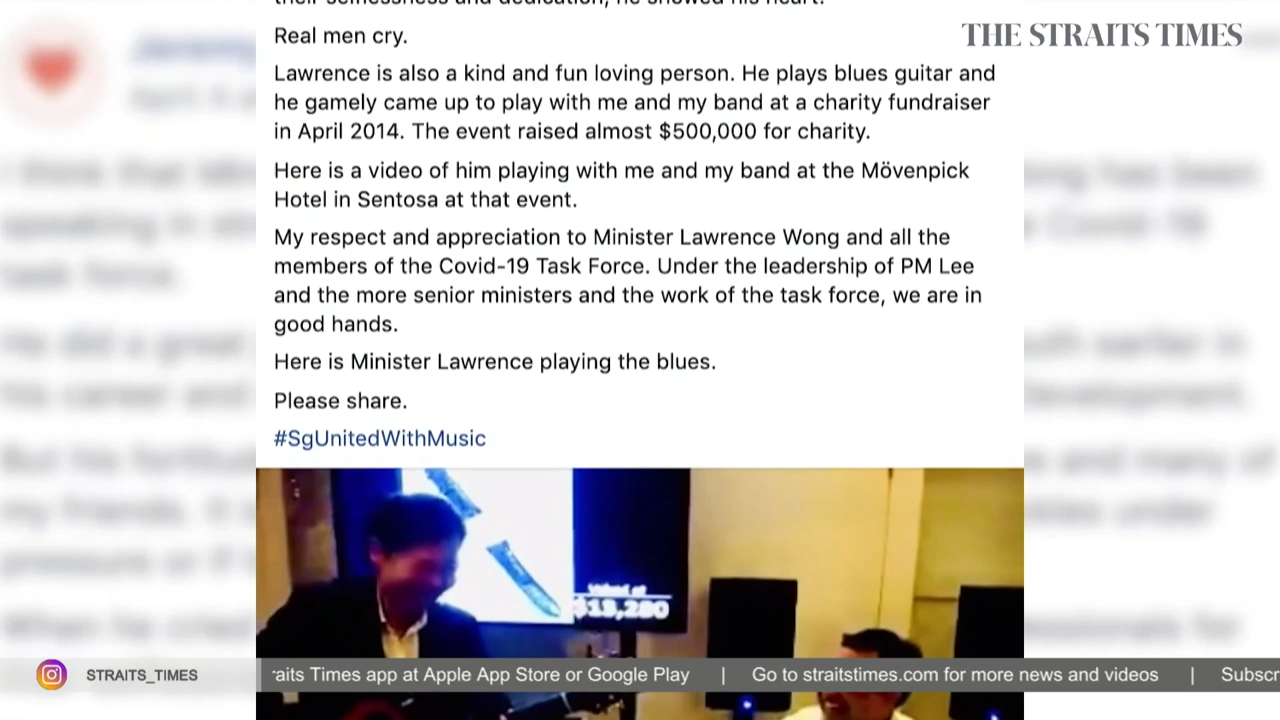 THE STRAITS TIMES
Real men cry.
Lawrence is also a kind and fun loving person. He plays blues guitar and
he gamely came up to play with me and my band at a charity fundraiser
in April 2014. The event raised almost $500,000 for charity.
Here is a video of him playing with me and my band at the Mövenpick
Hotel in Sentosa at that event.
My respect and appreciation to Minister Lawrence Wong and all the
members of the Covid-19 Task Force. Under the leadership of PM Lee
and the more senior ministers and the work of the task force, we are in
good hands.
Here is Minister Lawrence playing the blues.
Please share.
#SgUnitedWithMusic
$13,280
STRAITS_TIMES
raits Times app at Apple App Store or Google Play | Go to straitstimes.com for more news and videos | Subscr